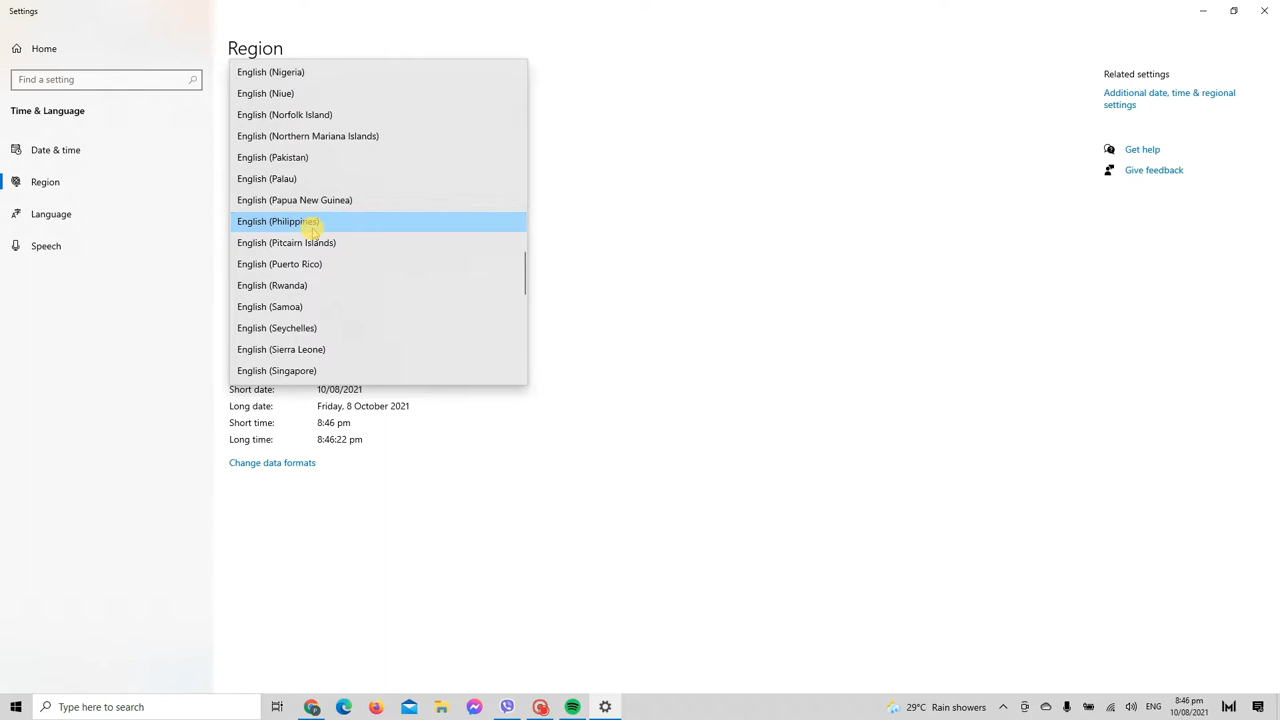 Settings
Home
Find a setting
Time & Language
Date & time
Region
Language
Speech
Region
English (Nigeria)
English (Niue)
English (Norfolk Island)
English (Northern Mariana Islands)
English (Pakistan)
English (Palau)
English (Papua New Guinea)
English (Philippines)
English (Pitcairn Islands)
English (Puerto Rico)
English (Rwanda)
English (Samoa)
English (Seychelles)
English (Sierra Leone)
English (Singapore)
Short date: 10/08/2021
Long date: Friday, 8 October 2021
Short time: 8:46 pm
Long time: 8:46:22 pm
Change data formats
Related settings
Additional date, time & regional
settings
Get help
Give feedback
Type here to search
29°C Rain showers
ENG
8:46 pm
10/08/2021